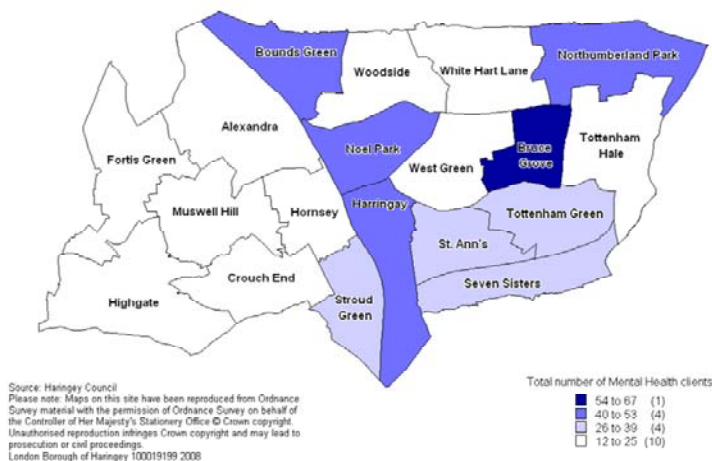 Bounds Green
Northumberland Park
Woodside
White Hart Lane
Alexandra
Noel Park
Bruce
Grove
Tottenham
Hale
Fortis Green
West Green
Muswell Hill
Hornsey
Harringay
Tottenham Green
St. Ann's
Crouch End
Seven Sisters
Highgate
Stroud
Green
Source: Haringey Council
Please note: Maps on this site have been reproduced from Ordnance
Survey material with the permission of Ordnance Survey on behalf of
the Controller of Her Majesty's Stationery Office © Crown copyright.
Unauthorised reproduction infringes Crown copyright and may lead to
prosecution or civil proceedings.
London Borough of Haringey 100019199 2008
Total number of Mental Health clients
54 to 67 (1)
40 to 53 (4)
26 to 39 (4)
12 to 25 (10)